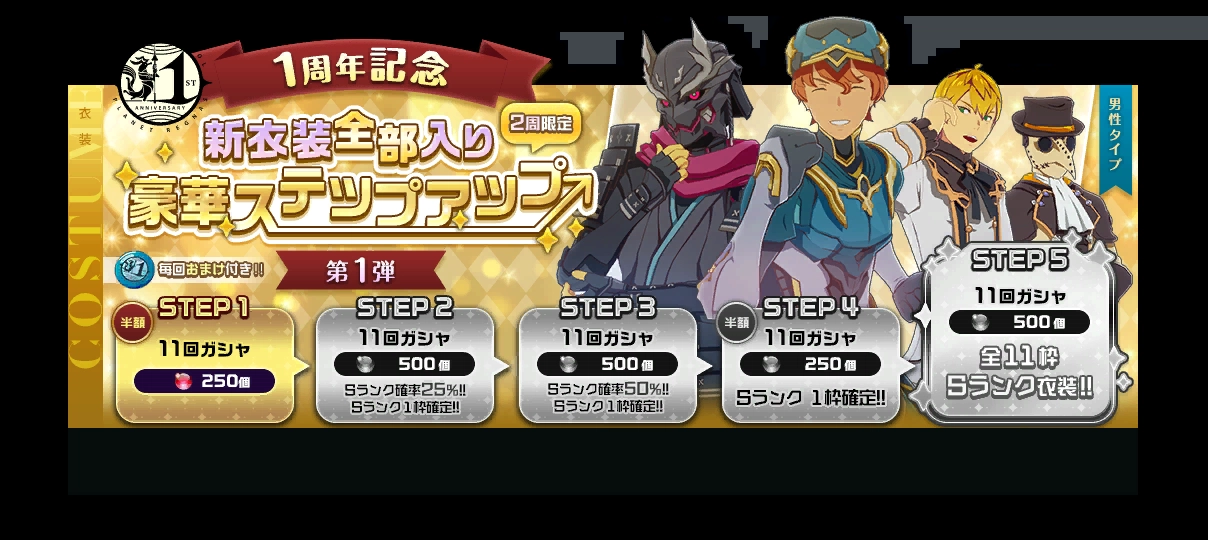 1周年記念
1ST
ANNIVERSARY
PLANET REGNA
衣装
COSTUM
新衣装全部入り
2周限定
豪華ステップアップ
男性タイプ
毎回おまけ付き!!
第1弾
STEP 1
半額
11回ガシャ
250個
STEP 2
11回ガシャ
500個
Sランク確率25%!!
Sランク1枠確定!!
STEP 3
11回ガシャ
500個
Sランク確率50%!!
Sランク1枠確定!!
STEP 4
半額
11回ガシャ
250個
Sランク 1枠確定!!
STEP 5
11回ガシャ
500個
全11枠
Sランク衣装!!